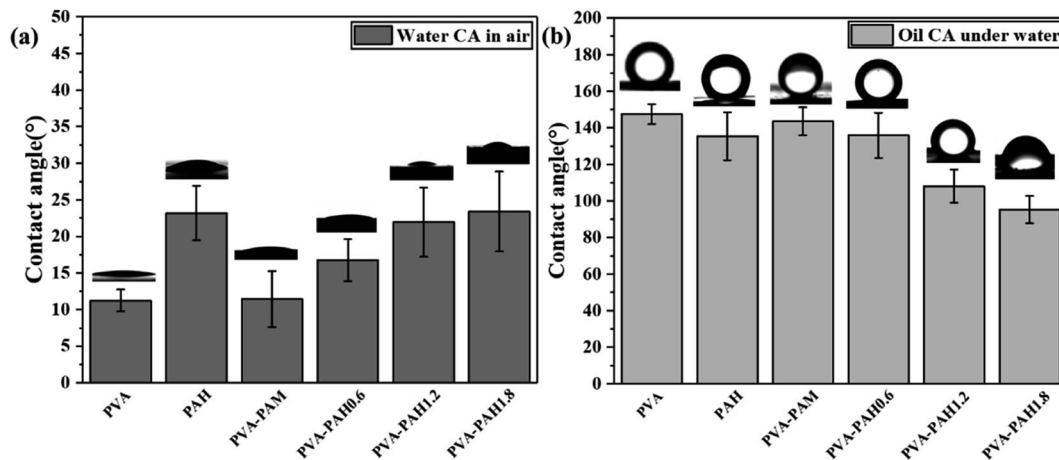 (a)
Water CA in air
Contact angle(°)
50
45
40
35
30
25
20
15
10
5
0
PVA
PAH
PVA-PAM
PVA-PAH0.6
PVA-PAH1.2
PVA-PAH1.8
(b)
Oil CA under water
Contact angle(°)
200
180
160
140
120
100
80
60
40
20
0
PVA
PAH
PVA-PAM
PVA-PAH0.6
PVA-PAH1.2
PVA-PAH1.8